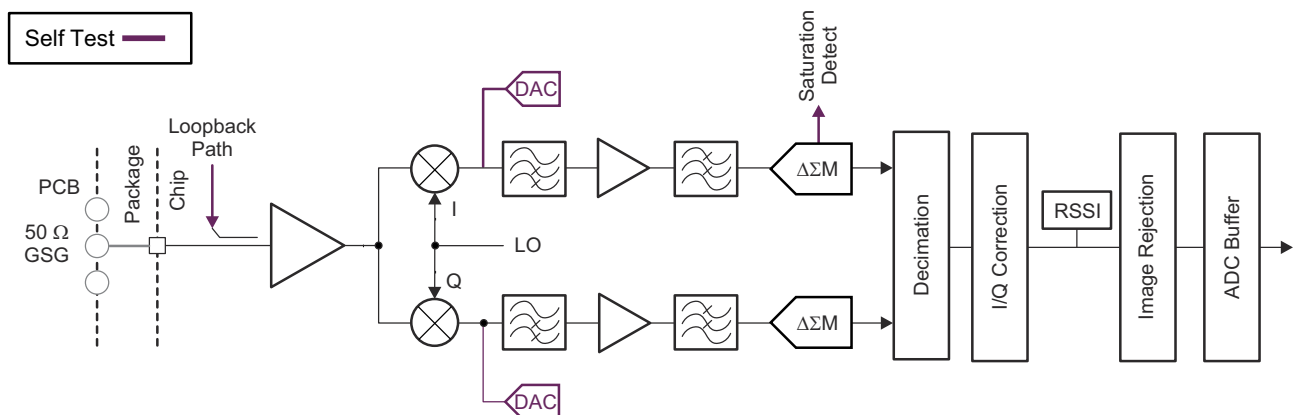 Self Test
DAC
Saturation
Detect
Loopback
Path
PCB
Package
Chip
50 Ω
GSG
I
LO
Q
ΔΣM
ΔΣM
DAC
Decimation
I/Q Correction
RSSI
Image Rejection
ADC Buffer